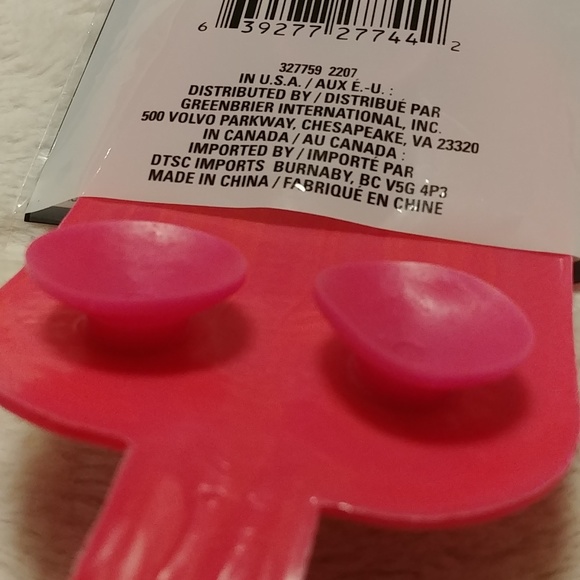 6 39277 27744 2
327759 2207
IN U.S.A. / AUX É.-U. :
DISTRIBUTED BY / DISTRIBUÉ PAR
GREENBRIER INTERNATIONAL, INC.
500 VOLVO PARKWAY, CHESAPEAKE, VA 23320
IN CANADA / AU CANADA :
IMPORTED BY / IMPORTÉ PAR
DTSC IMPORTS BURNABY, BC V5G 4P3
MADE IN CHINA / FABRIQUÉ EN CHINE